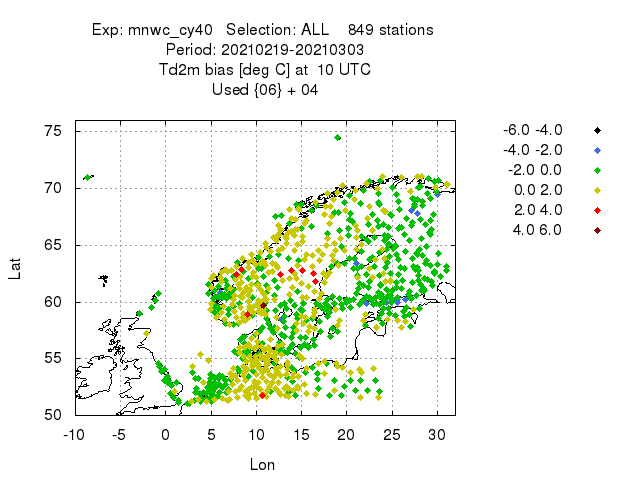 Exp: mnwc_cy40   Selection: ALL    849 stations
Period: 20210219-20210303
Td2m bias [deg C] at  10 UTC
Used {06} + 04
-6.0 -4.0
-4.0 -2.0
-2.0 0.0
0.0 2.0
2.0 4.0
4.0 6.0
75
70
65
60
55
50
Lat
-10 -5 0 5 10 15 20 25 30
Lon